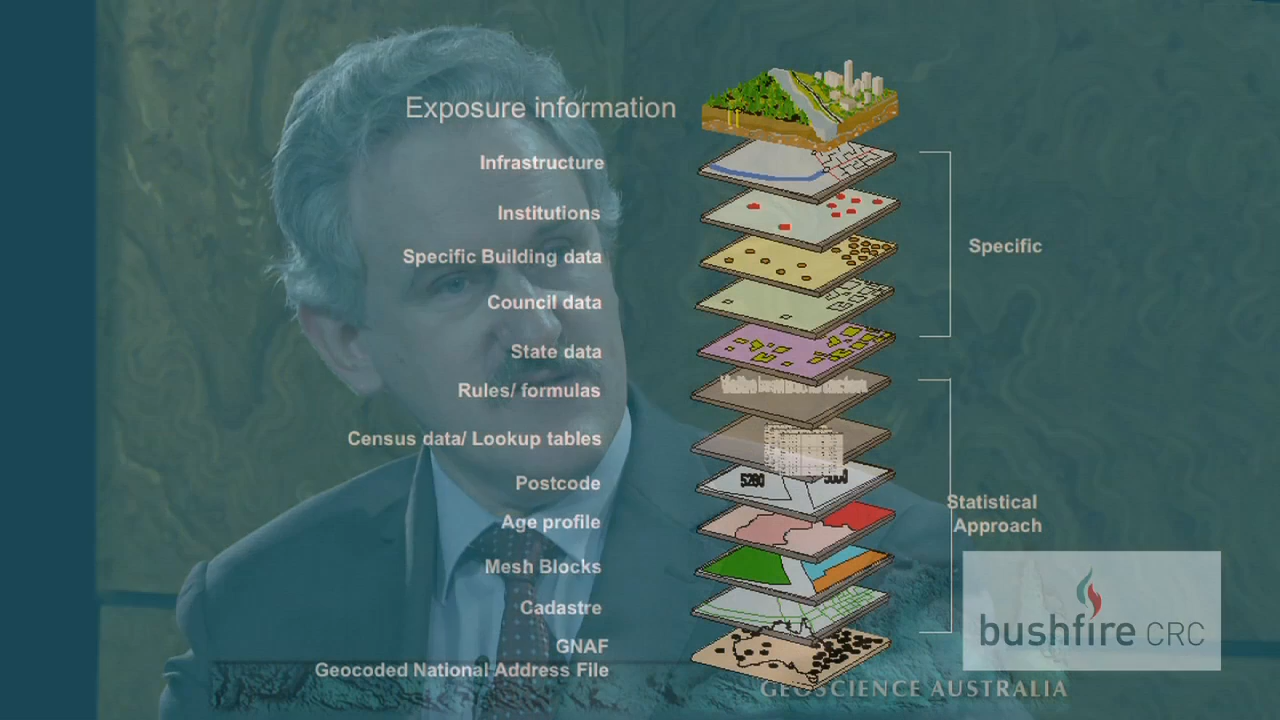 Exposure information
Infrastructure
Institutions
Specific Building data
Specific
Council data
State data
Rules/ formulas
Census data/ Lookup tables
Postcode
5280
Age profile
Statistical
Approach
Mesh Blocks
Cadastre
bushfire CRC
GNAF
Geocoded National Address File
GEOSCIENCE AUSTRALIA